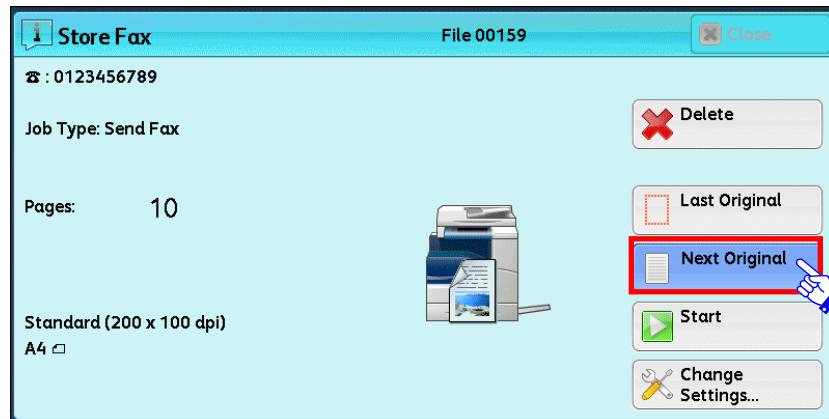 Store Fax
File 00159
Close
☎ : 0123456789
Job Type: Send Fax
Pages: 10
Standard (200 x 100 dpi)
A4
Delete
Last Original
Next Original
Start
Change
Settings...